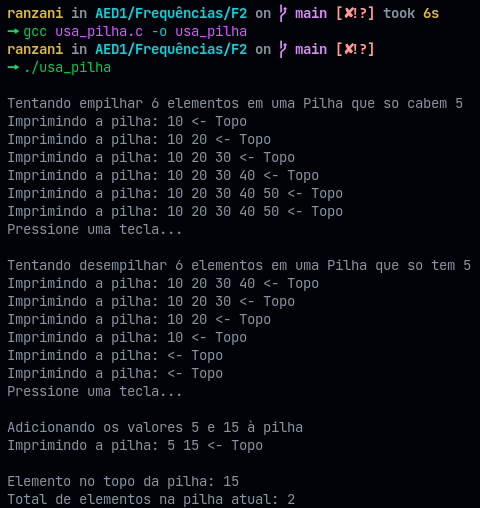 ranzani in AED1/Frequências/F2 on ᚶ main [✘!?] took 6s
→ gcc usa_pilha.c -o usa_pilha
ranzani in AED1/Frequências/F2 on ᚶ main [✘!?]
→ ./usa_pilha
Tentando empilhar 6 elementos em uma Pilha que so cabem 5
Imprimindo a pilha: 10 <- Topo
Imprimindo a pilha: 10 20 <- Topo
Imprimindo a pilha: 10 20 30 <- Topo
Imprimindo a pilha: 10 20 30 40 <- Topo
Imprimindo a pilha: 10 20 30 40 50 <- Topo
Imprimindo a pilha: 10 20 30 40 50 <- Topo
Pressione uma tecla...
Tentando desempilhar 6 elementos em uma Pilha que so tem 5
Imprimindo a pilha: 10 20 30 40 <- Topo
Imprimindo a pilha: 10 20 30 <- Topo
Imprimindo a pilha: 10 20 <- Topo
Imprimindo a pilha: 10 <- Topo
Imprimindo a pilha: <- Topo
Imprimindo a pilha: <- Topo
Pressione uma tecla...
Adicionando os valores 5 e 15 à pilha
Imprimindo a pilha: 5 15 <- Topo
Elemento no topo da pilha: 15
Total de elementos na pilha atual: 2